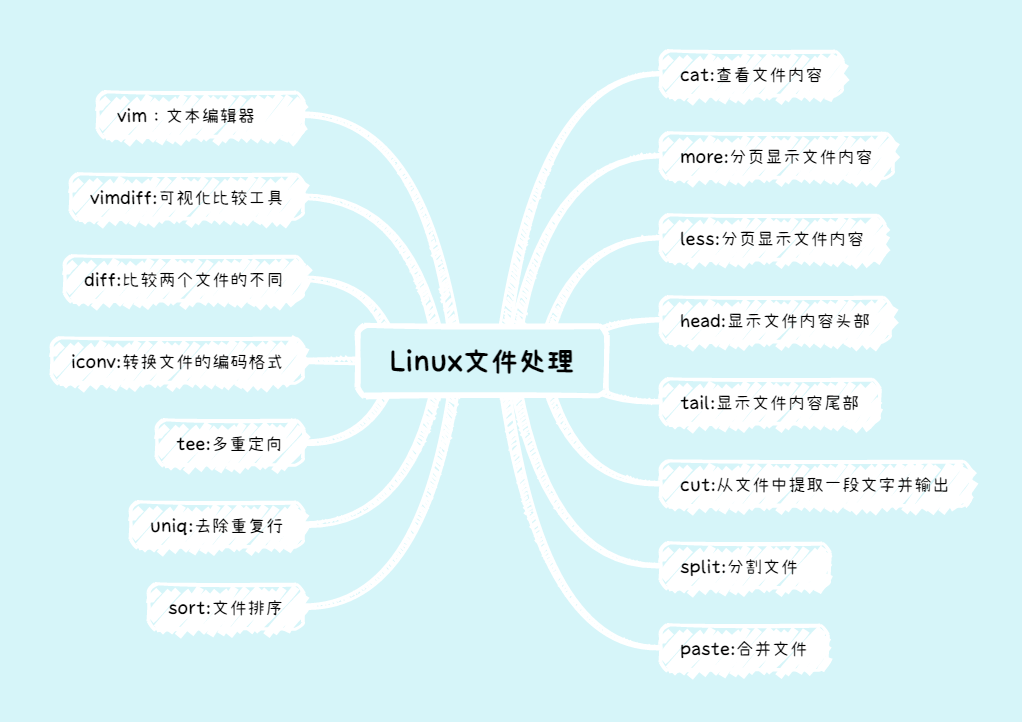 Linux文件处理
cat:查看文件内容
more:分页显示文件内容
less:分页显示文件内容
head:显示文件内容头部
tail:显示文件内容尾部
cut:从文件中提取一段文字并输出
split:分割文件
paste:合并文件
vim：文本编辑器
vimdiff:可视化比较工具
diff:比较两个文件的不同
iconv:转换文件的编码格式
tee:多重定向
uniq:去除重复行
sort:文件排序